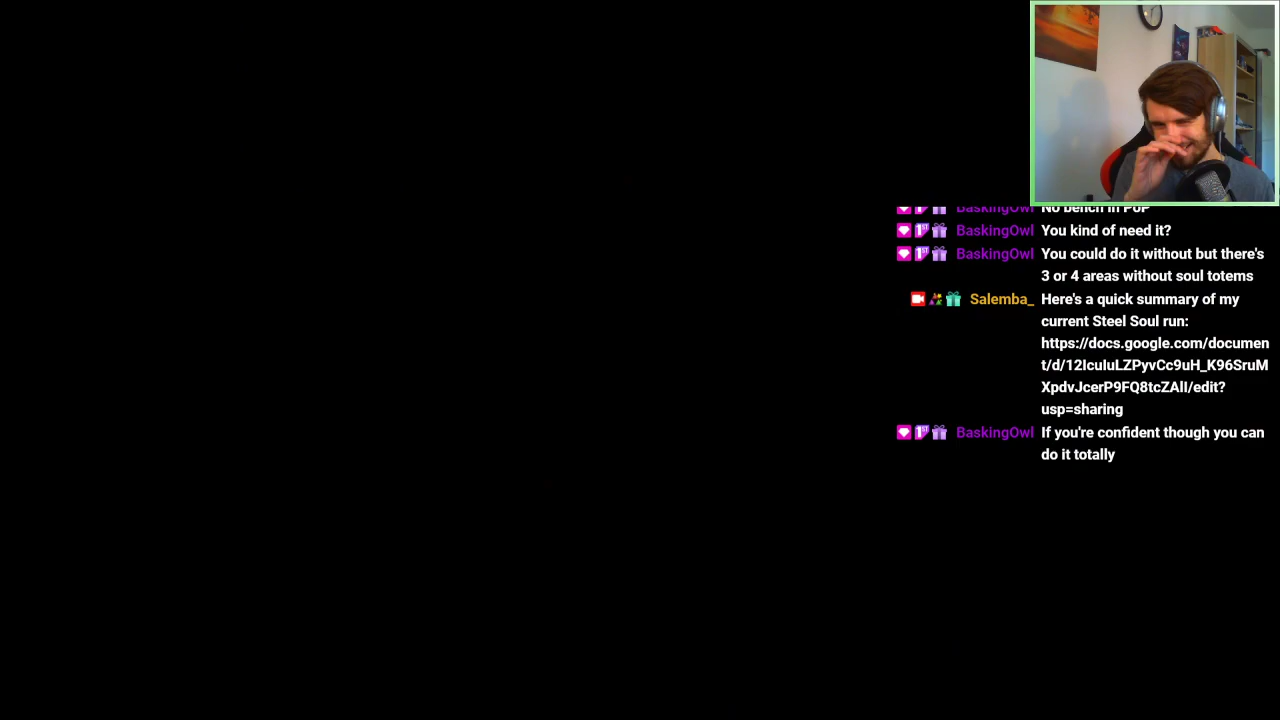 BaskingOwl No bench in PoP
BaskingOwl You kind of need it?
BaskingOwl You could do it without but there's
3 or 4 areas without soul totems
Salemba_ Here's a quick summary of my
current Steel Soul run:
https://docs.google.com/documen
t/d/12IcuIuLZPyvCc9uH_K96SruM
XpdvJcerP9FQ8tcZAlI/edit?
usp=sharing
BaskingOwl If you're confident though you can
do it totally